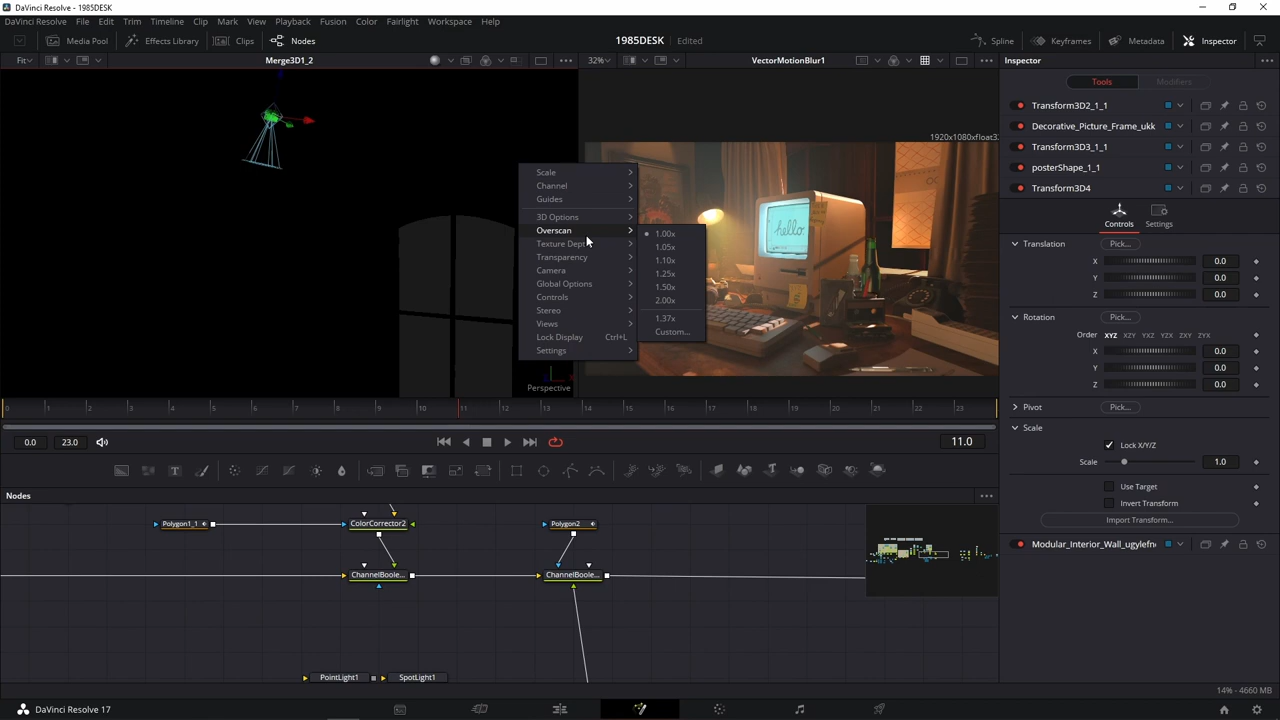 DaVinci Resolve - 1985DESK
DaVinci Resolve File Edit Trim Timeline Clip Mark View Playback Fusion Color Fairlight Workspace Help
Media Pool Effects Library Clips Nodes 1985DESK Edited Spline Keyframes Metadata Inspector
Fit Merge3D1_2 32% VectorMotionBlur1 Inspector
Tools Modifiers
Transform3D2_1_1
Decorative_Picture_Frame_ukk
Transform3D3_1_1
posterShape_1_1
Transform3D4
1920x1080xfloat32
hello.
Scale
Channel
Guides
3D Options
Overscan
Texture Dept
Transparency
Camera
Global Options
Controls
Stereo
Views
Lock Display Ctrl+L
Settings
1.00x
1.05x
1.10x
1.25x
1.50x
2.00x
1.37x
Custom...
Perspective
Controls Settings
Translation Pick...
X 0.0
Y 0.0
Z 0.0
Rotation Pick...
Order XYZ XZY YXZ YZX ZXY ZYX
X 0.0
Y 0.0
Z 0.0
Pivot Pick...
Scale
Lock X/Y/Z
Scale 1.0
Use Target
Invert Transform
Import Transform...
Modular_Interior_Wall_ugylefn
0 1 2 3 4 5 6 7 8 9 10 11 12 13 14 15 16 17 18 19 20 21 22 23
0.0 23.0 11.0
Nodes
Polygon1_1 ColorCorrector2 Polygon2
ChannelBoole... ChannelBoole...
PointLight1 SpotLight1
14% - 4660 MB
DaVinci Resolve 17